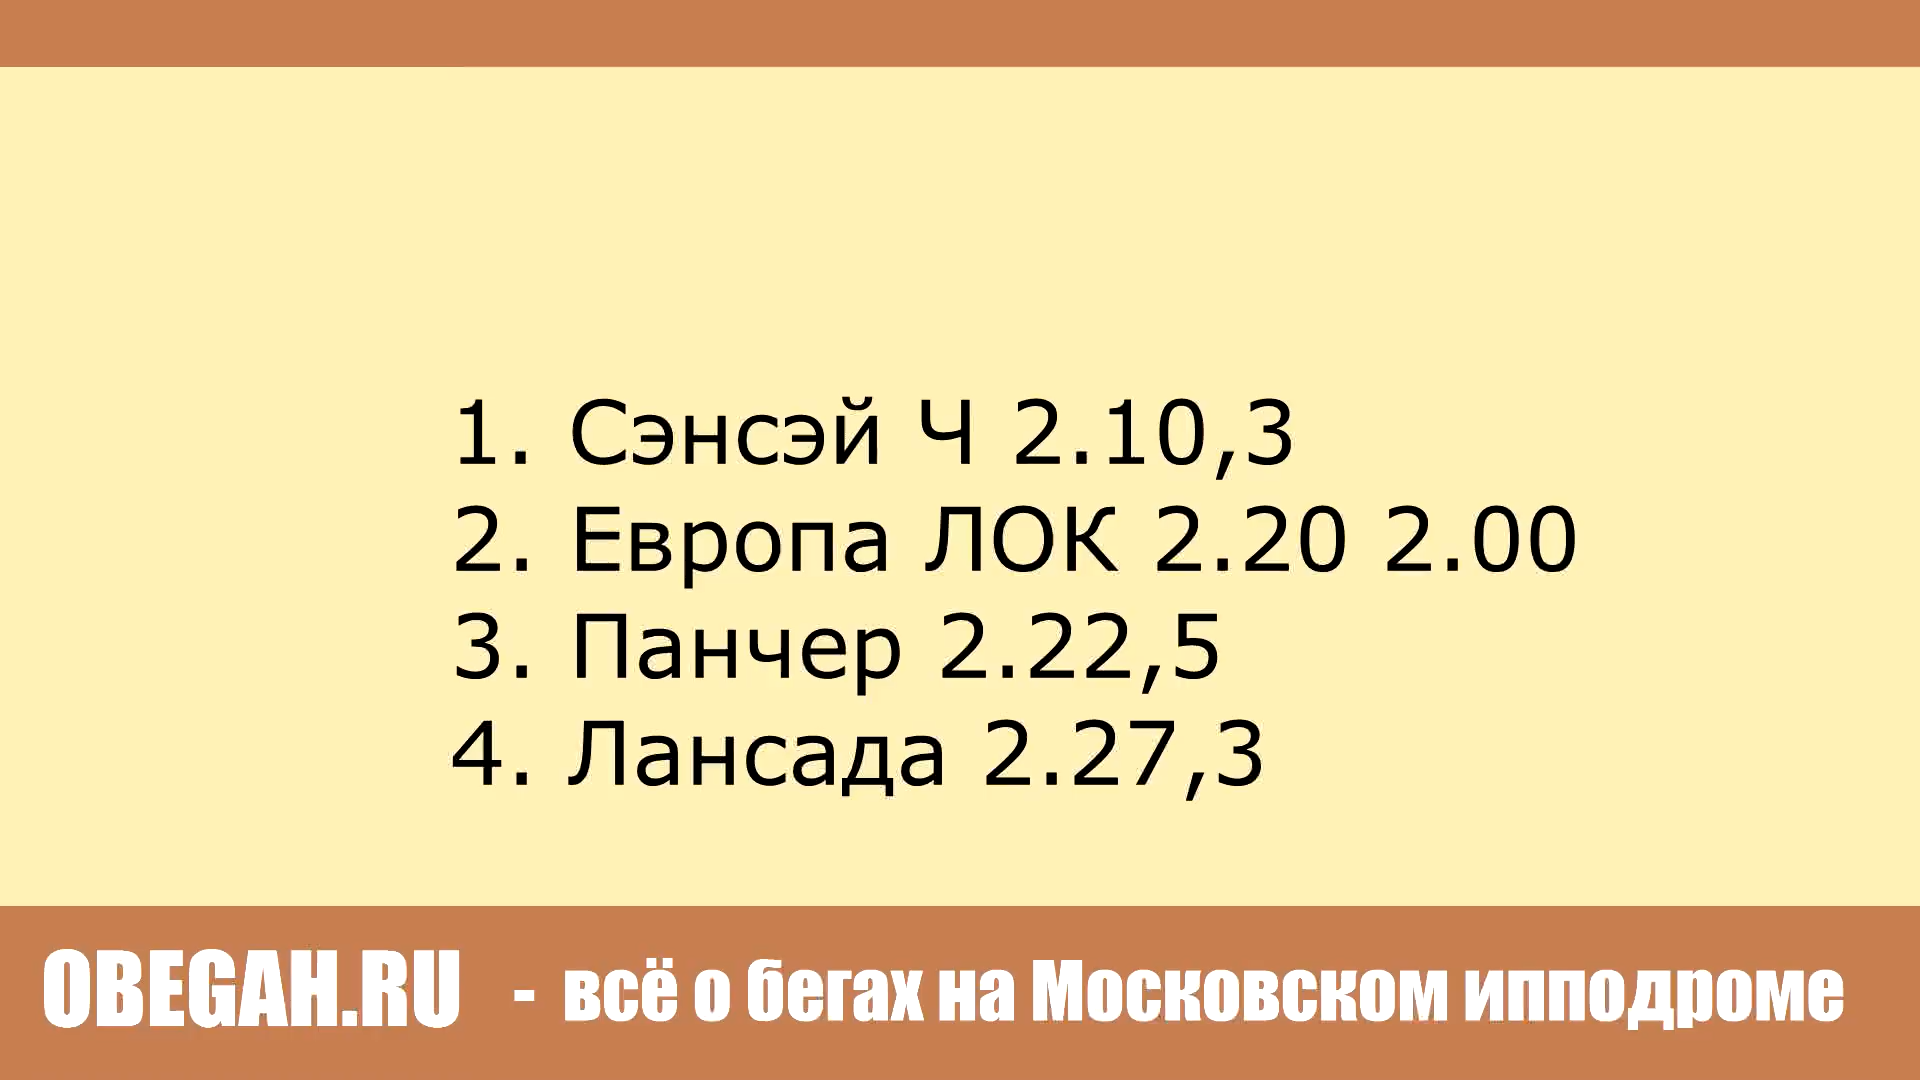 1. Сэнсэй Ч 2.10,3
2. Европа ЛОК 2.20 2.00
3. Панчер 2.22,5
4. Лансада 2.27,3
OBEGAH.RU - всё о бегах на Московском ипподроме